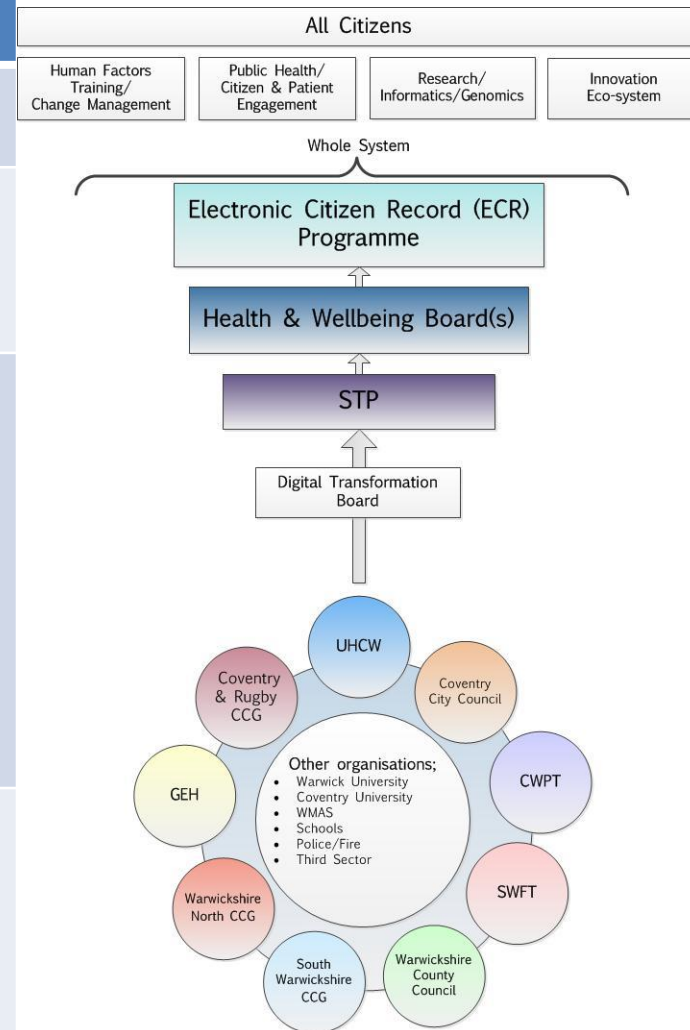 All Citizens
Human Factors
Training/
Change Management
Public Health/
Citizen & Patient
Engagement
Research/
Informatics/Genomics
Innovation
Eco-system
Whole System
Electronic Citizen Record (ECR)
Programme
Health & Wellbeing Board(s)
STP
Digital Transformation
Board
UHCW
Coventry
& Rugby
CCG
Coventry
City Council
GEH
CWPT
Other organisations;
• Warwick University
• Coventry University
• WMAS
• Schools
• Police/Fire
• Third Sector
Warwickshire
North CCG
SWFT
South
Warwickshire
CCG
Warwickshire
County
Council